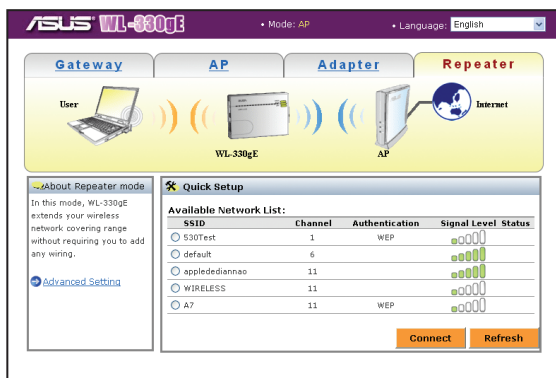 ASUS WL-330gE • Mode: AP • Language: English
Gateway AP Adapter Repeater
User Internet
WL-330gE AP
About Repeater mode
In this mode, WL-330gE
extends your wireless
network covering range
without requiring you to add
any wiring.
Advanced Setting
Quick Setup
Available Network List:
SSID Channel Authentication Signal Level Status
530Test 1 WEP
default 6
appledediannao 11
WIRELESS 11
A7 11 WEP
Connect Refresh